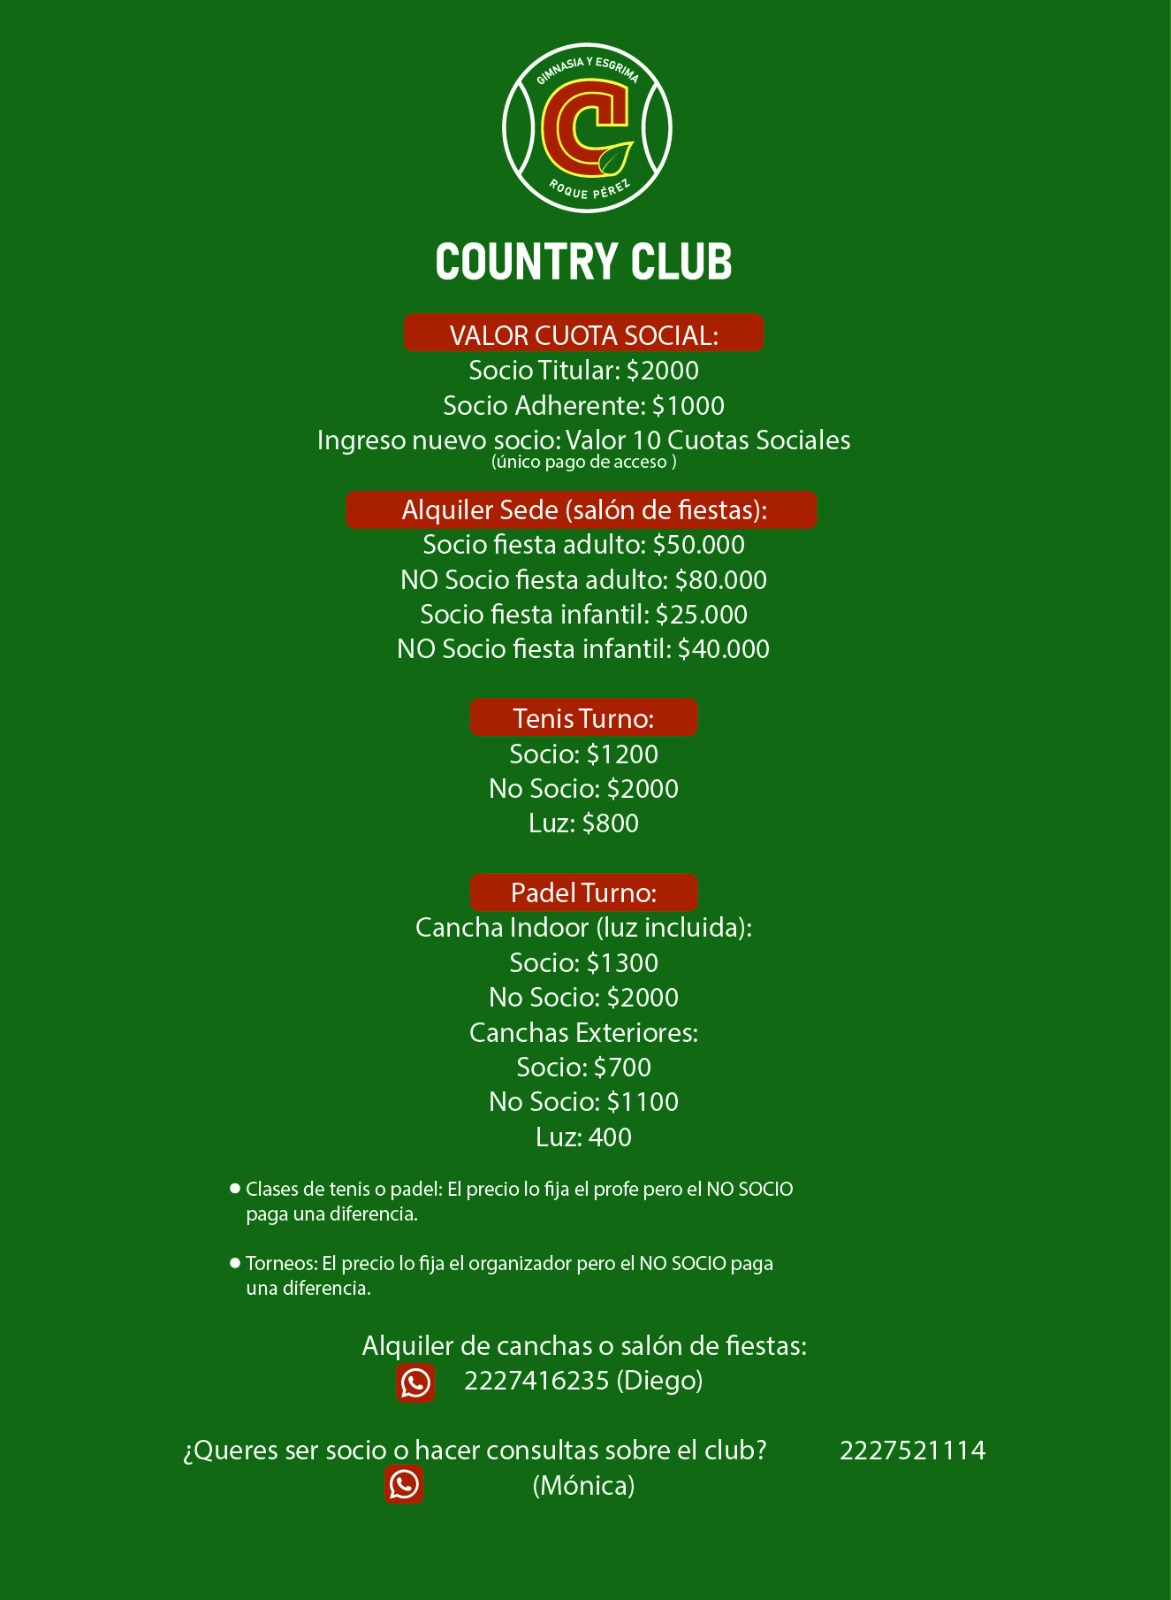 GIMNASIA Y ESGRIMA
C
ROQUE PÉREZ
COUNTRY CLUB
VALOR CUOTA SOCIAL:
Socio Titular: $2000
Socio Adherente: $1000
Ingreso nuevo socio: Valor 10 Cuotas Sociales
(único pago de acceso )
Alquiler Sede (salón de fiestas):
Socio fiesta adulto: $50.000
NO Socio fiesta adulto: $80.000
Socio fiesta infantil: $25.000
NO Socio fiesta infantil: $40.000
Tenis Turno:
Socio: $1200
No Socio: $2000
Luz: $800
Padel Turno:
Cancha Indoor (luz incluida):
Socio: $1300
No Socio: $2000
Canchas Exteriores:
Socio: $700
No Socio: $1100
Luz: 400
• Clases de tenis o padel: El precio lo fija el profe pero el NO SOCIO
paga una diferencia.
• Torneos: El precio lo fija el organizador pero el NO SOCIO paga
una diferencia.
Alquiler de canchas o salón de fiestas:
2227416235 (Diego)
¿Queres ser socio o hacer consultas sobre el club? 2227521114
(Mónica)